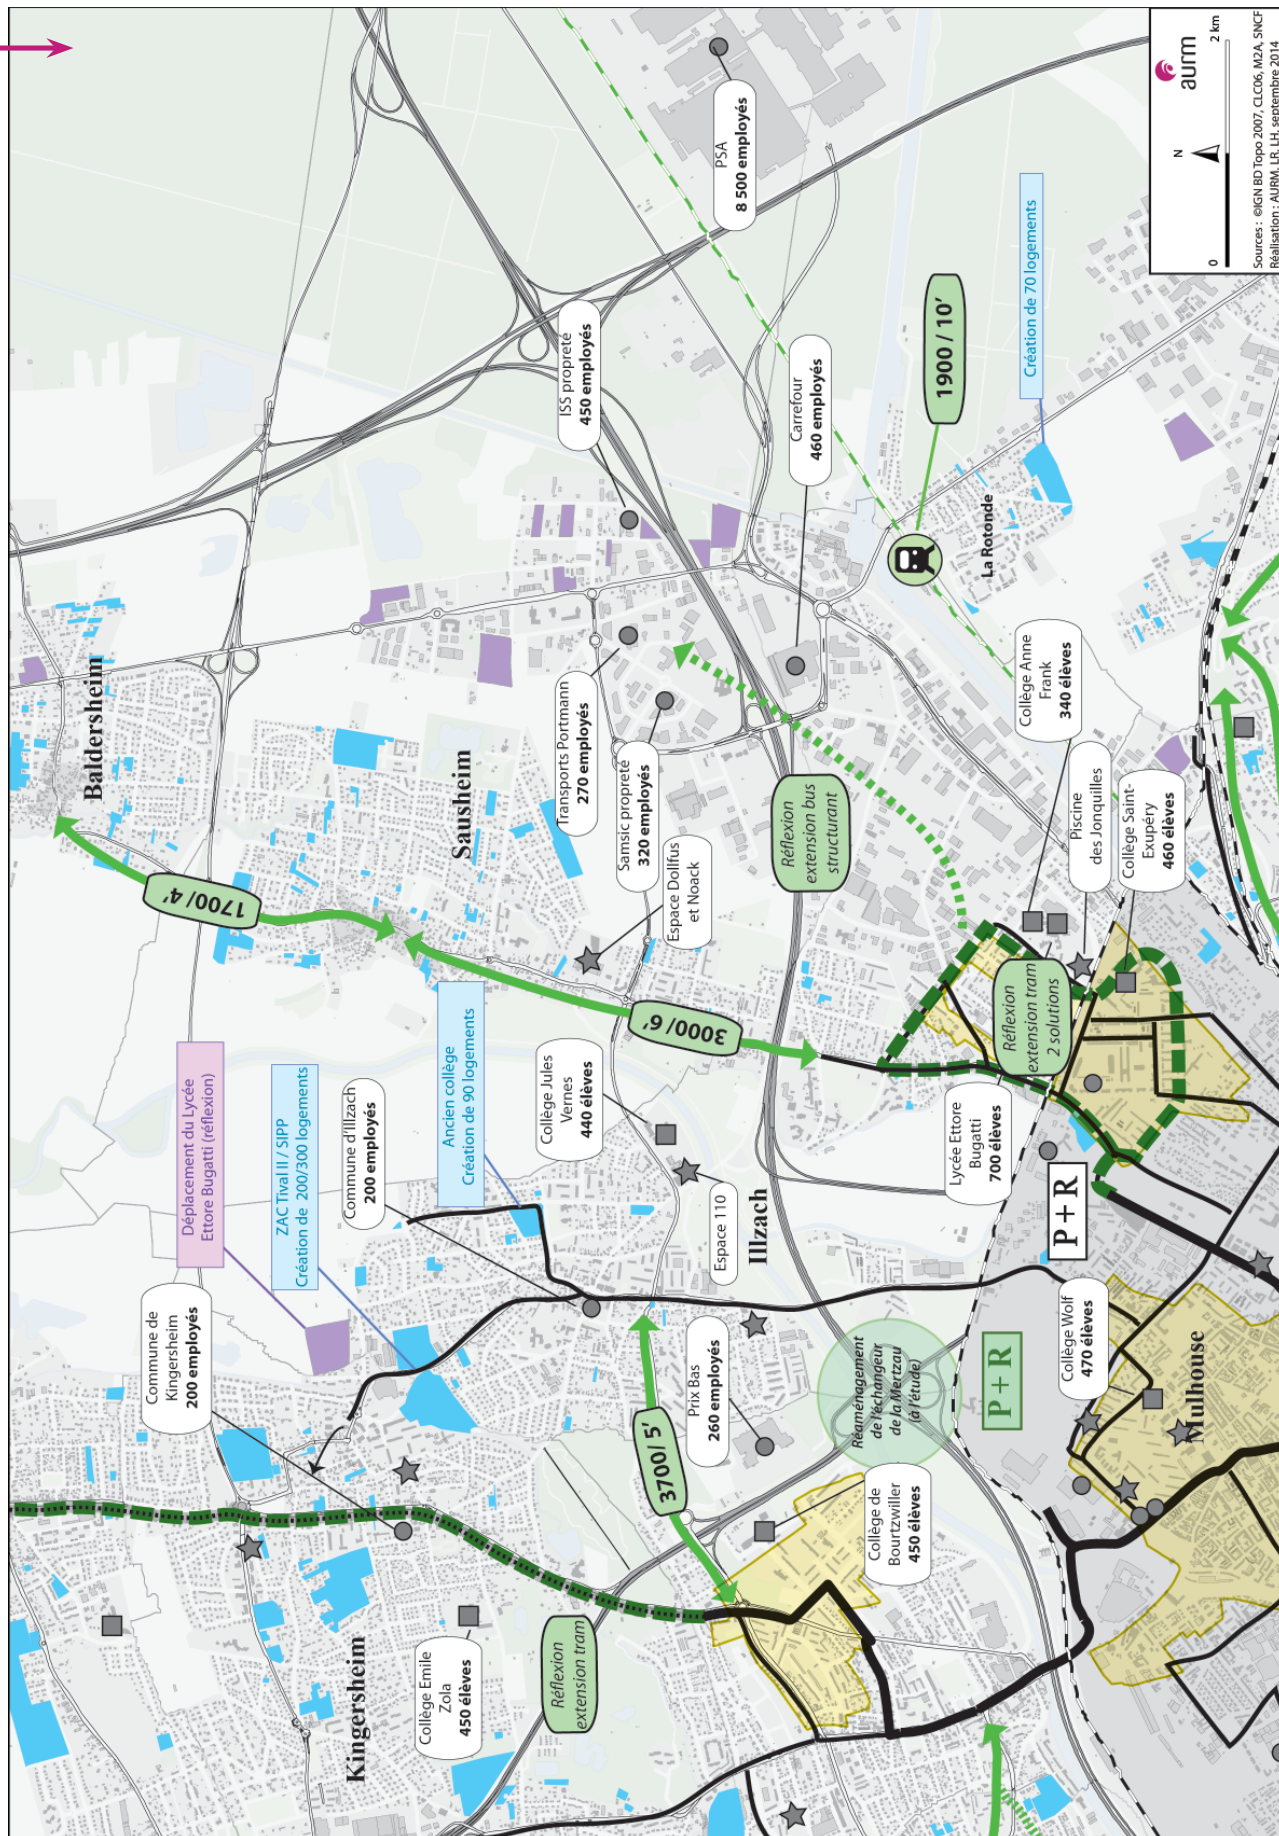 Kingersheim
Collège Emile
Zola
450 élèves
Réflexion
extension tram
Commune de
Kingersheim
200 employés
Déplacement du Lycée
Ettore Bugatti (réflexion)
ZAC Tival II / SIPP
Création de 200/300 logements
Commune d'Illzach
200 employés
Ancien collège
Création de 90 logements
Collège Jules
Vernes
440 élèves
Espace 110
Illzach
Prix Bas
260 employés
3700/ 5'
Collège de
Bourtzwiller
450 élèves
Réaménagement
de l'échangeur
de la Mertzau
(à l'étude)
P + R
P + R
Collège Wolf
470 élèves
Mulhouse
Baldersheim
1700/ 4'
Sausheim
3000/ 6'
Transports Portmann
270 employés
Samsic propreté
320 employés
Espace Dollfus
et Noack
Réflexion
extension bus
structurant
Lycée Ettore
Bugatti
700 élèves
Réflexion
extension tram
2 solutions
Collège Anne
Frank
340 élèves
Piscine
des Jonquilles
Collège Saint-
Exupéry
460 élèves
ISS propreté
450 employés
Carrefour
460 employés
PSA
8 500 employés
1900 / 10'
La Rotonde
Création de 70 logements
aurm
N
0
2 km
Sources : ©IGN BD Topo 2007, CLC06, M2A, SNCF
Réalisation : AURM, LR, LH, septembre 2014